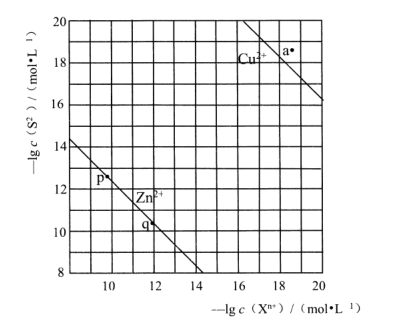 20
18
16
14
12
10
8
—lg c（S²）/（mol•L ¹）
Cu²⁺
a•
p
Zn²⁺
q
10 12 14 16 18 20
—-lg c（Xⁿ⁺）/（mol•L ¹）